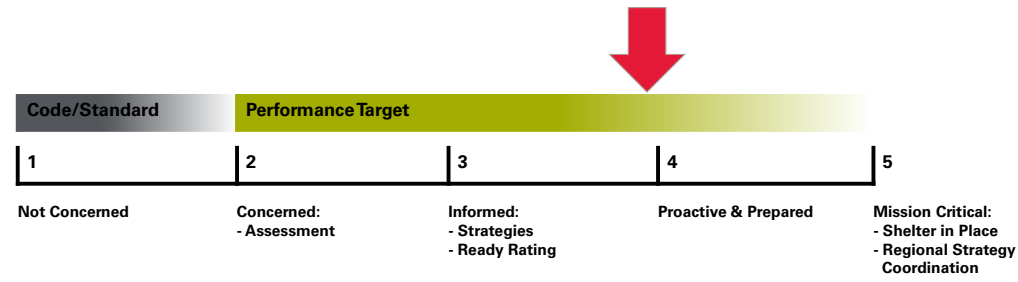 Code/Standard
Performance Target
1
2
3
4
5
Not Concerned
Concerned:
- Assessment
Informed:
- Strategies
- Ready Rating
Proactive & Prepared
Mission Critical:
- Shelter in Place
- Regional Strategy
Coordination